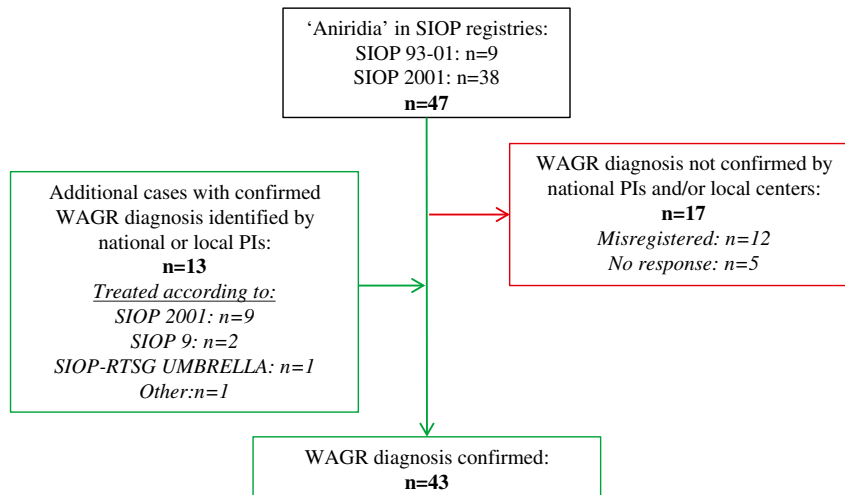 ‘Aniridia’ in SIOP registries:
SIOP 93-01: n=9
SIOP 2001: n=38
n=47
WAGR diagnosis not confirmed by
national PIs and/or local centers:
n=17
Misregistered: n=12
No response: n=5
Additional cases with confirmed
WAGR diagnosis identified by
national or local PIs:
n=13
Treated according to:
SIOP 2001: n=9
SIOP 9: n=2
SIOP-RTSG UMBRELLA: n=1
Other:n=1
WAGR diagnosis confirmed:
n=43